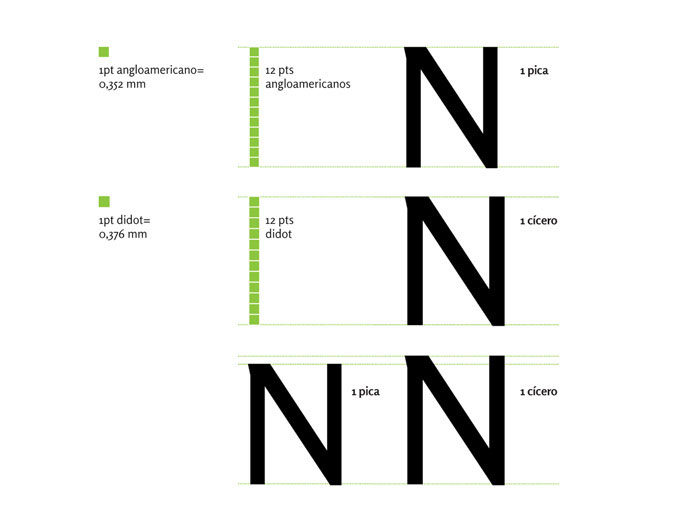 1pt angloamericano=
0,352 mm
12 pts
angloamericanos
N
1 pica
1pt didot=
0,376 mm
12 pts
didot
N
1 cícero
N
1 pica
N
1 cícero